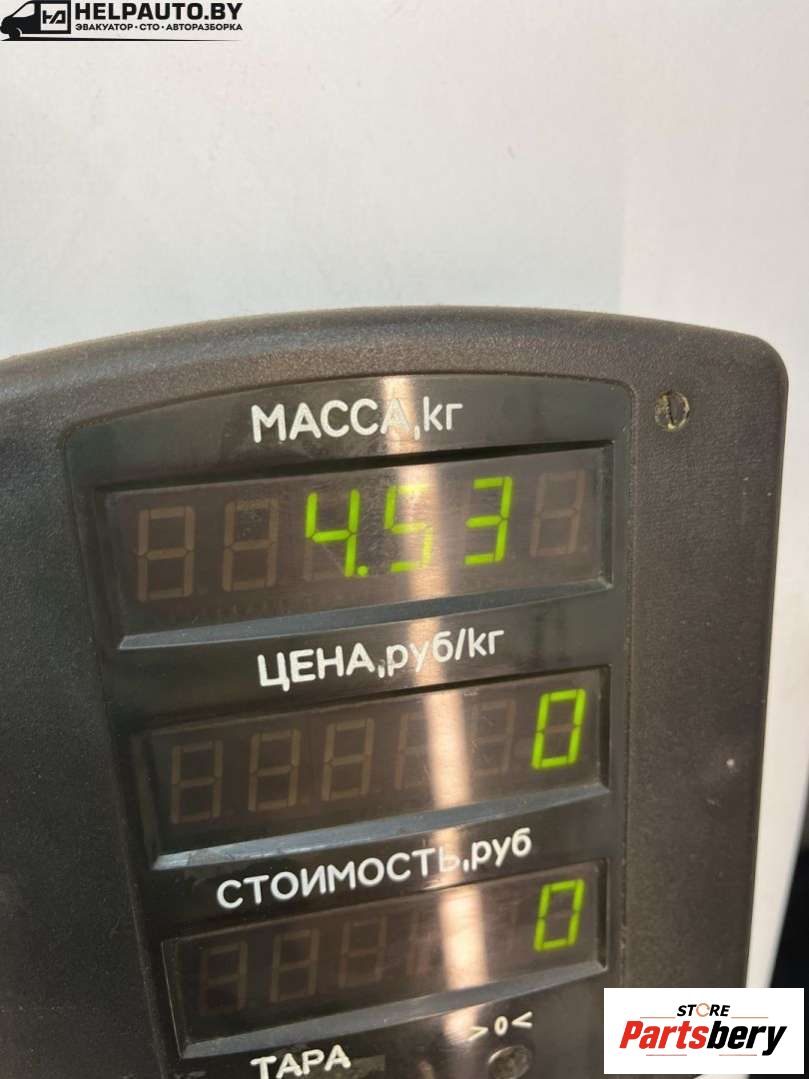 HELPAUTO.BY
ЭВАКУАТОР·СТО·АВТОРАЗБОРКА
МАССА,кг
4.53
ЦЕНА,руб/кг
0
СТОИМОСТЬ,руб
0
>0<
ТАРА
STORE
Partsbery